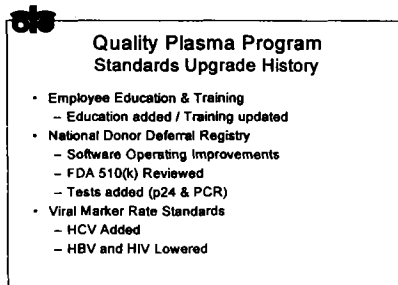 Quality Plasma Program
Standards Upgrade History
• Employee Education & Training
– Education added / Training updated
• National Donor Deferral Registry
– Software Operating Improvements
– FDA 510(k) Reviewed
– Tests added (p24 & PCR)
• Viral Marker Rate Standards
– HCV Added
– HBV and HIV Lowered